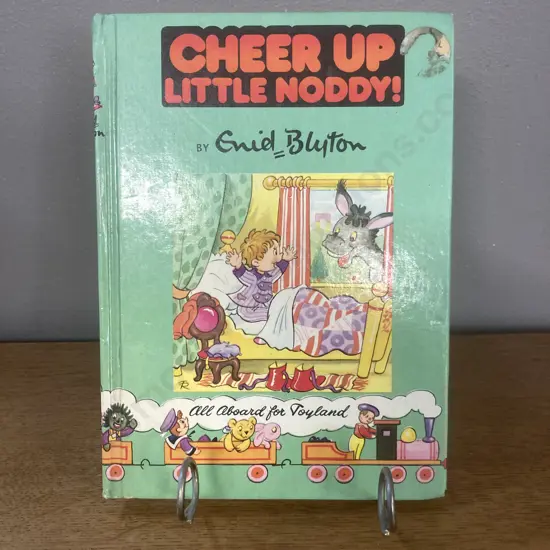 CHEER UP
LITTLE NODDY!
BY Enid Blyton
R
All Aboard for Toyland